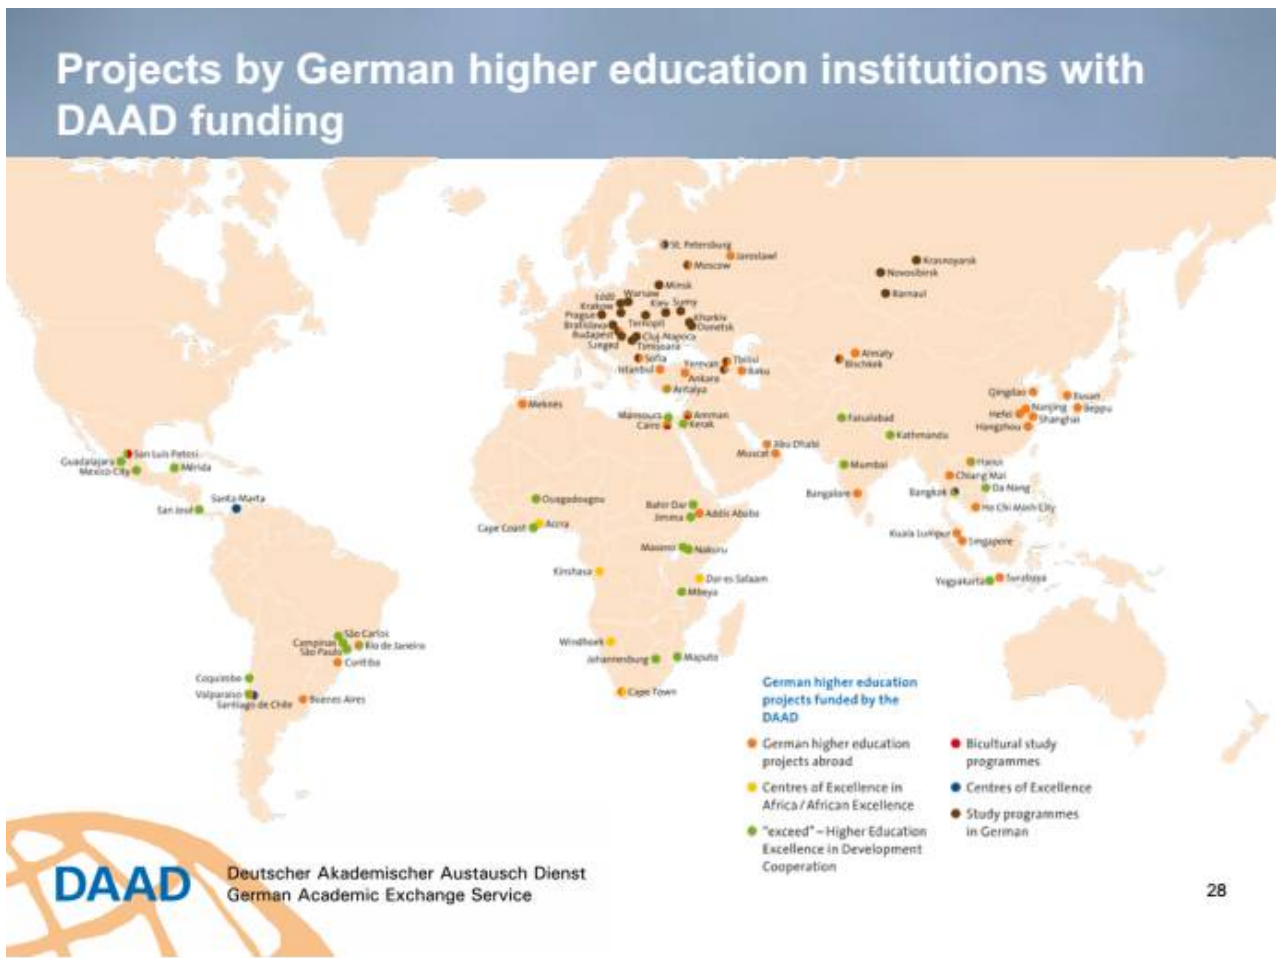 Projects by German higher education institutions with
DAAD funding
St. Petersburg
Jaroslawl
Moscow
Krasnoyarsk
Novosibirsk
Barnaul
Minsk
Łódź
Warsaw
Krakow
Kiev
Sumy
Prague
Kharkiv
Bratislava
Ternopil
Donetsk
Budapest
Cluj-Napoca
Szeged
Timisoara
Sofia
Yerevan
Tbilisi
Istanbul
Baku
Ankara
Antalya
Almaty
Bischkek
Meknes
Mansoura
Amman
Cairo
Kerak
Faisalabad
Kathmandu
Qingdao
Busan
Nanjing
Beppu
Hefei
Shanghai
Hangzhou
Abu Dhabi
Muscat
San Luis Potosí
Guadalajara
Mexico City
Mérida
Santa Marta
San José
Mumbai
Hanoi
Chiang Mai
Bangalore
Bangkok
Da Nang
Ho Chi Minh City
Ouagadougou
Bahir Dar
Jimma
Addis Ababa
Cape Coast
Accra
Kuala Lumpur
Singapore
Maseno
Nakuru
Kinshasa
Dar es Salaam
Mbeya
Yogyakarta
Surabaya
São Carlos
Campinas
Rio de Janeiro
São Paulo
Curitiba
Windhoek
Johannesburg
Maputo
Coquimbo
Valparaíso
Santiago de Chile
Buenos Aires
Cape Town
German higher education
projects funded by the
DAAD
German higher education
projects abroad
Centres of Excellence in
Africa / African Excellence
"exceed" – Higher Education
Excellence in Development
Cooperation
Bicultural study
programmes
Centres of Excellence
Study programmes
in German
DAAD
Deutscher Akademischer Austausch Dienst
German Academic Exchange Service
28